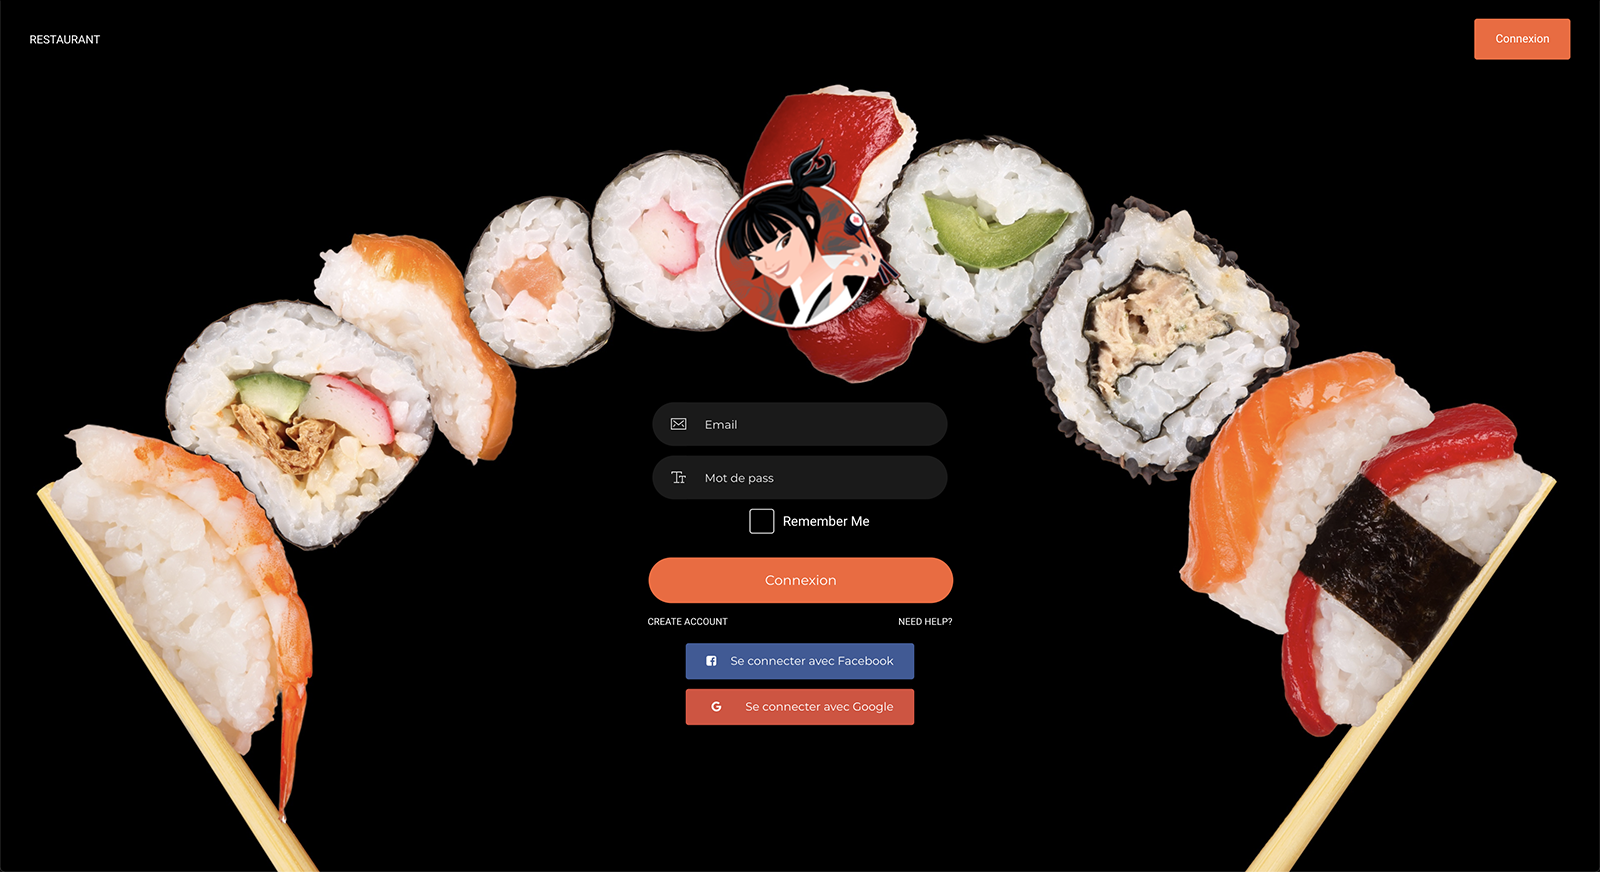 RESTAURANT
Connexion
Email
Mot de pass
Remember Me
Connexion
CREATE ACCOUNT
NEED HELP?
Se connecter avec Facebook
G Se connecter avec Google